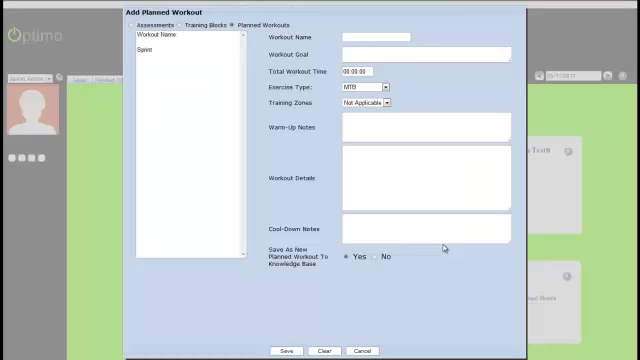 Add Planned Workout
Assessments Training Blocks Planned Workouts
Optimo
Workout Name
Sprint
Workout Name
Workout Goal
Total Workout Time 00:00:00
Exercise Type: MTB
Training Zones Not Applicable
Warm-Up Notes
Workout Details
Cool-Down Notes
Save As New
Planned Workout To
Knowledge Base
Yes No
Save Clear Cancel